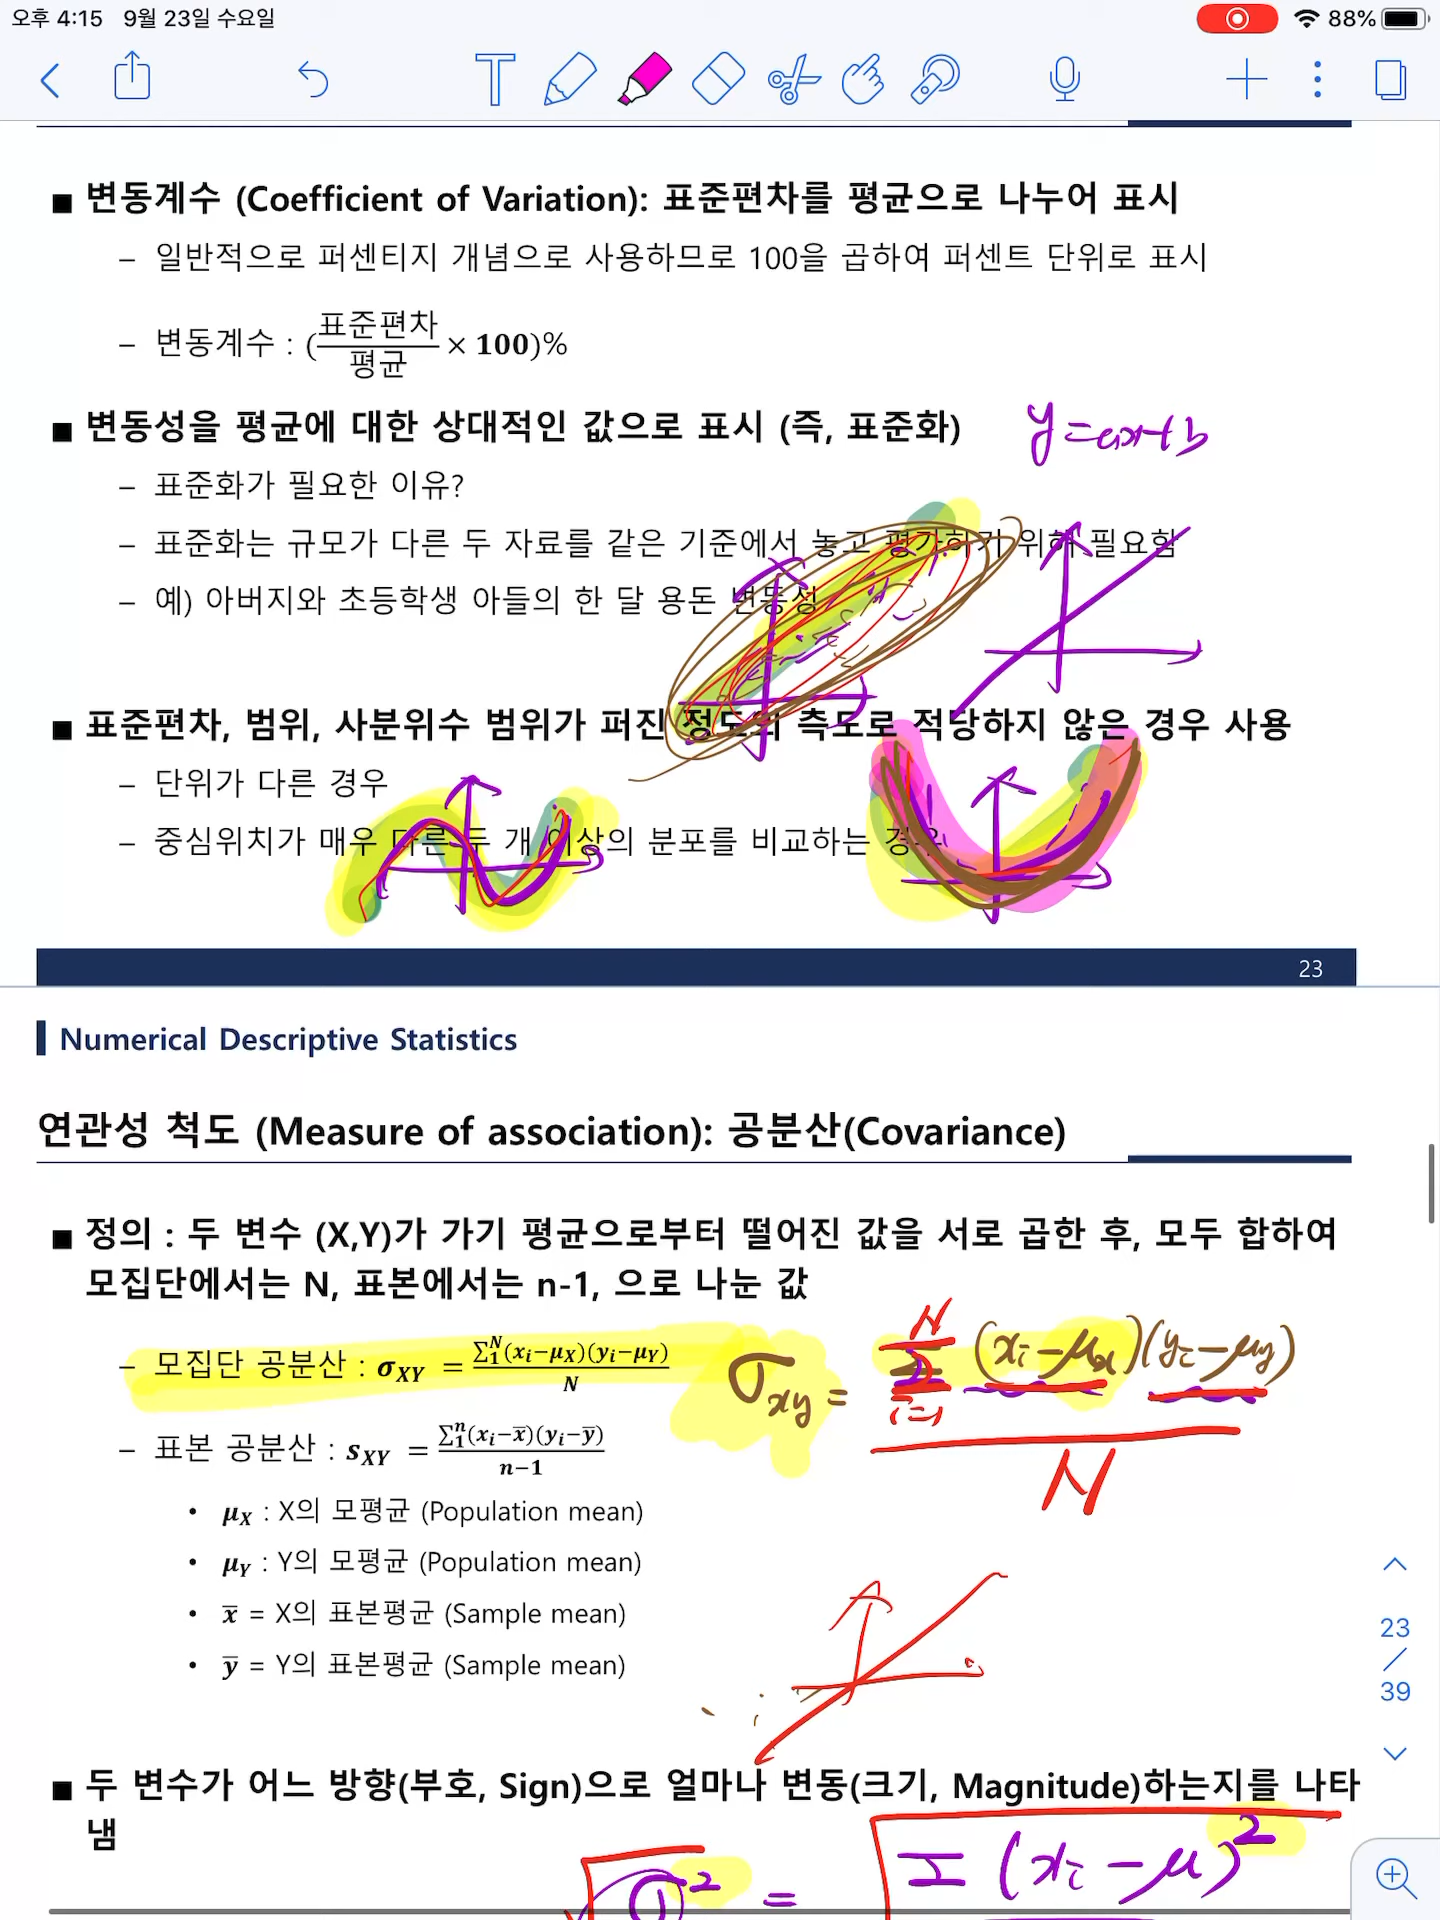 오후 4:15 9월 23일 수요일 88%
■ 변동계수 (Coefficient of Variation): 표준편차를 평균으로 나누어 표시
– 일반적으로 퍼센티지 개념으로 사용하므로 100을 곱하여 퍼센트 단위로 표시
– 변동계수 : (표준편차/평균 × 100)%
■ 변동성을 평균에 대한 상대적인 값으로 표시 (즉, 표준화)
y=ax+b
– 표준화가 필요한 이유?
– 표준화는 규모가 다른 두 자료를 같은 기준에서 놓고 평가하기 위해 필요함
– 예) 아버지와 초등학생 아들의 한 달 용돈 변동성
■ 표준편차, 범위, 사분위수 범위가 퍼진 정도의 측도로 적당하지 않은 경우 사용
– 단위가 다른 경우
– 중심위치가 매우 다른 두 개 이상의 분포를 비교하는 경우
23
Numerical Descriptive Statistics
연관성 척도 (Measure of association): 공분산(Covariance)
■ 정의 : 두 변수 (X,Y)가 가기 평균으로부터 떨어진 값을 서로 곱한 후, 모두 합하여
모집단에서는 N, 표본에서는 n-1, 으로 나눈 값
– 모집단 공분산 : σXY = ∑₁ᴺ(xᵢ−μX)(yᵢ−μY) / N
σxy = N Σ i=1 (xi−μx)(yi−μy) / N
– 표본 공분산 : sXY = ∑₁ⁿ(xᵢ−x̅)(yᵢ−y̅) / n−1
• μX : X의 모평균 (Population mean)
• μY : Y의 모평균 (Population mean)
• x̅ = X의 표본평균 (Sample mean)
• y̅ = Y의 표본평균 (Sample mean)
23
/
39
■ 두 변수가 어느 방향(부호, Sign)으로 얼마나 변동(크기, Magnitude)하는지를 나타
냄
σ² = Σ(xi−μ)²